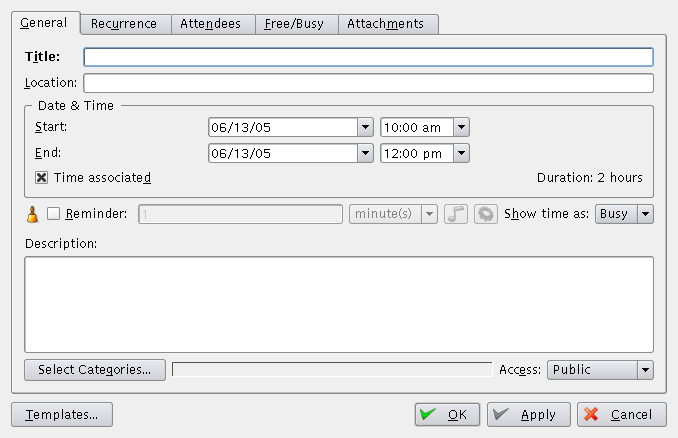 General Recurrence Attendees Free/Busy Attachments
Title:
Location:
Date & Time
Start: 06/13/05 10:00 am
End: 06/13/05 12:00 pm
Time associated Duration: 2 hours
Reminder: 1 minute(s) Show time as: Busy
Description:
Select Categories... Access: Public
Templates... OK Apply Cancel